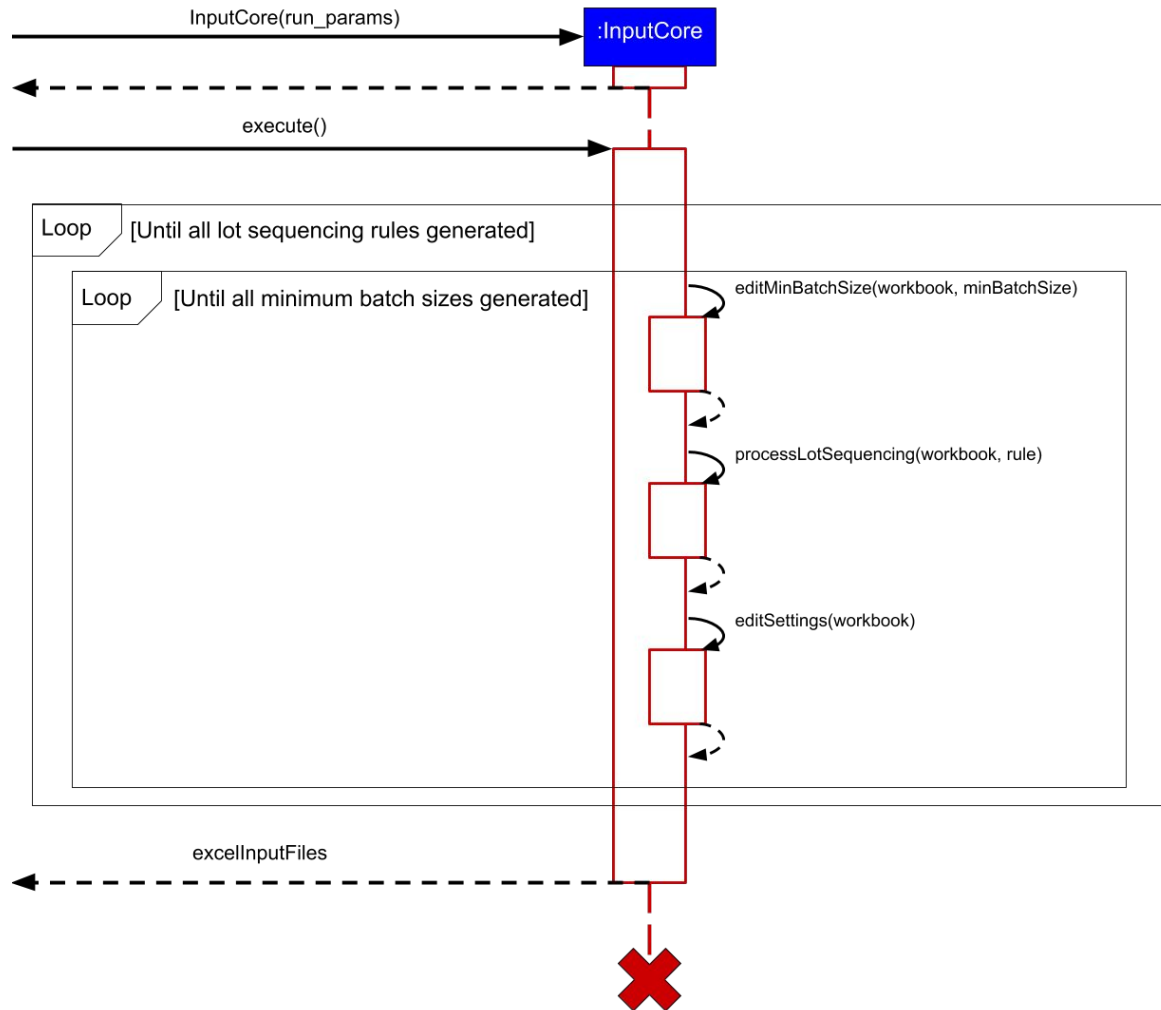 InputCore(run_params)
:InputCore
execute()
Loop
[Until all lot sequencing rules generated]
Loop
[Until all minimum batch sizes generated]
editMinBatchSize(workbook, minBatchSize)
processLotSequencing(workbook, rule)
editSettings(workbook)
excelInputFiles